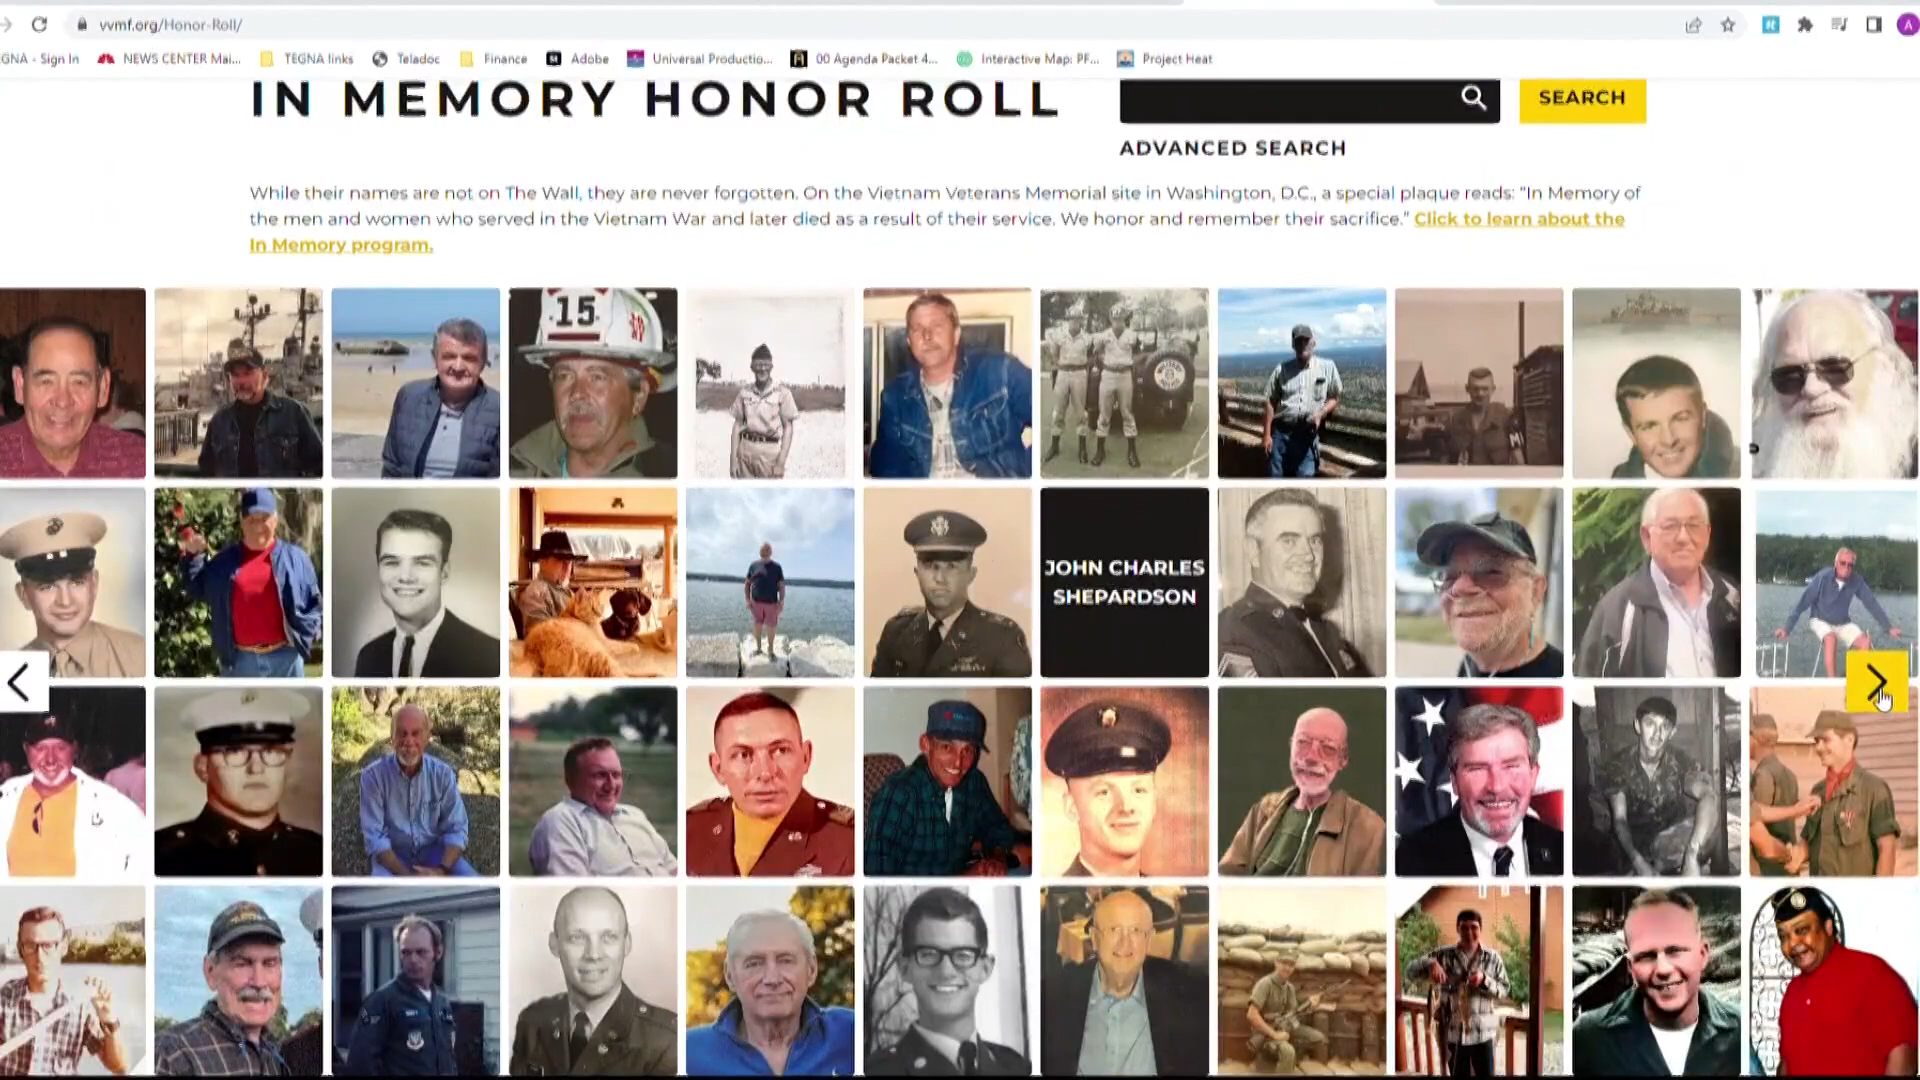 vvmf.org/Honor-Roll/
GNA - Sign In NEWS CENTER Mai... TEGNA links Teladoc Finance Adobe Universal Productio... 00 Agenda Packet 4... Interactive Map: PF... Project Heat
IN MEMORY HONOR ROLL
SEARCH
ADVANCED SEARCH
While their names are not on The Wall, they are never forgotten. On the Vietnam Veterans Memorial site in Washington, D.C., a special plaque reads: "In Memory of
the men and women who served in the Vietnam War and later died as a result of their service. We honor and remember their sacrifice." Click to learn about the
In Memory program.
15
JOHN CHARLES
SHEPARDSON
A